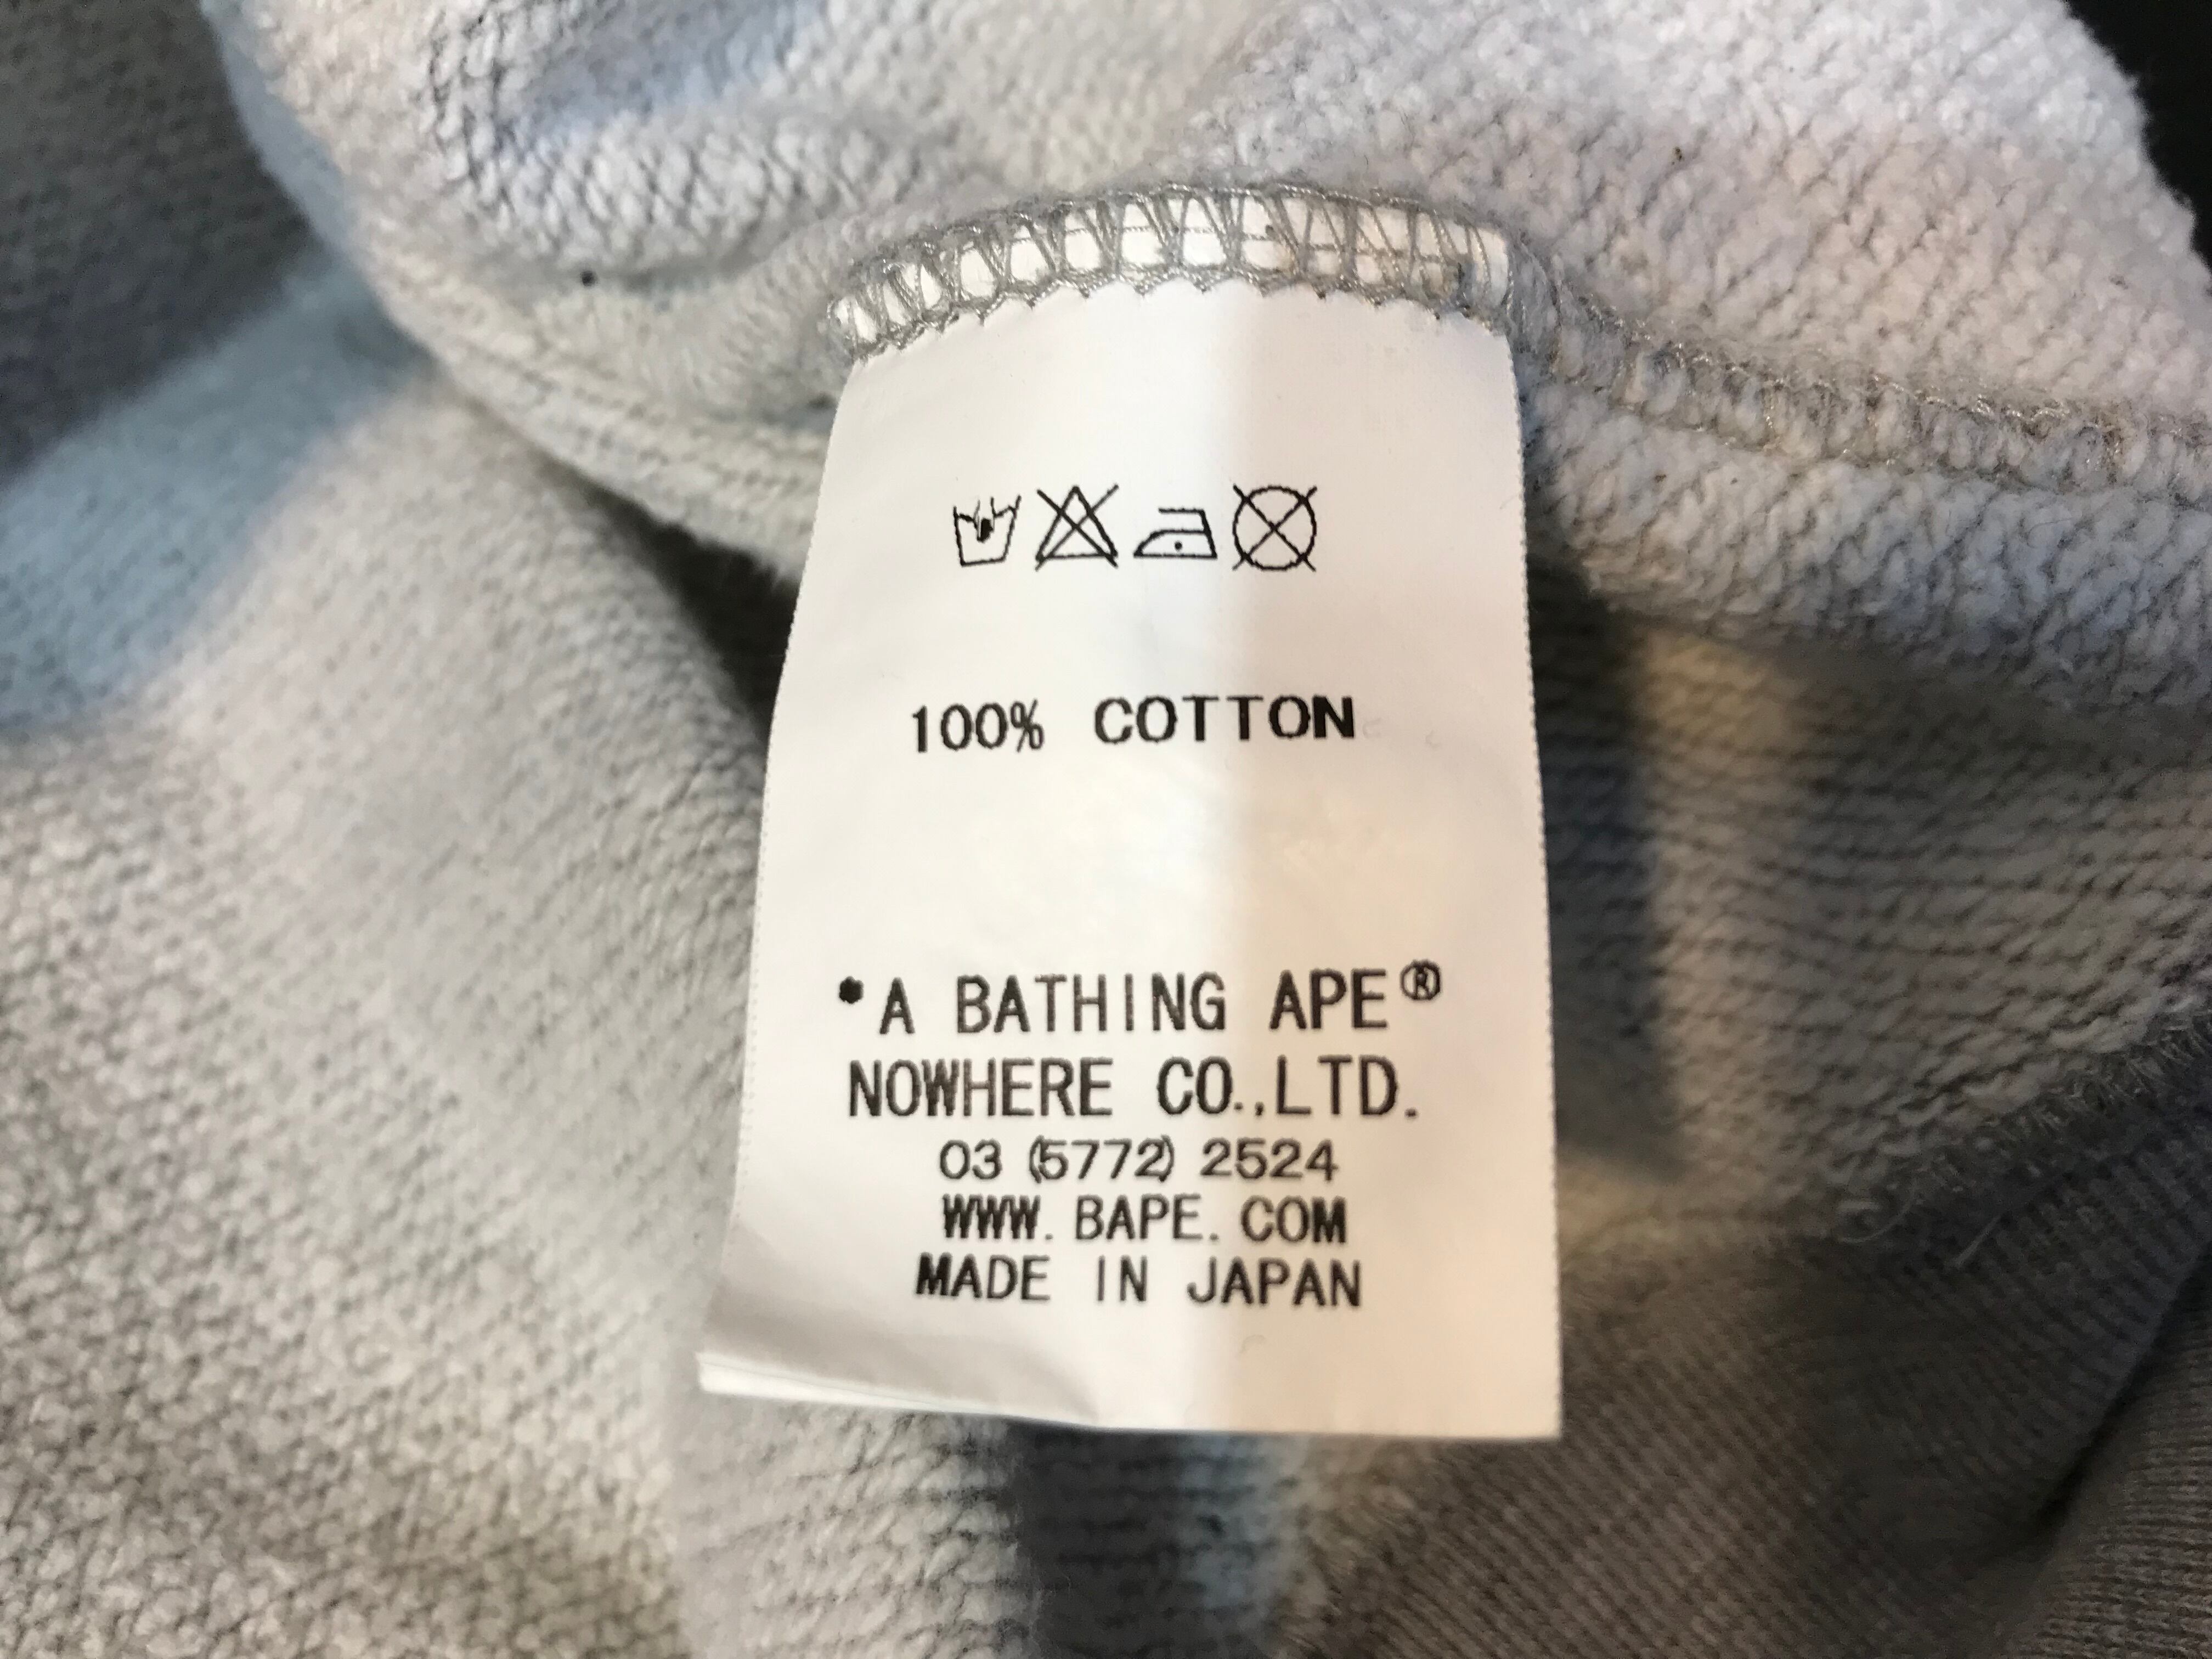 100% COTTON
*A BATHING APE®
NOWHERE CO.,LTD.
03 (5772) 2524
WWW. BAPE. COM
MADE IN JAPAN